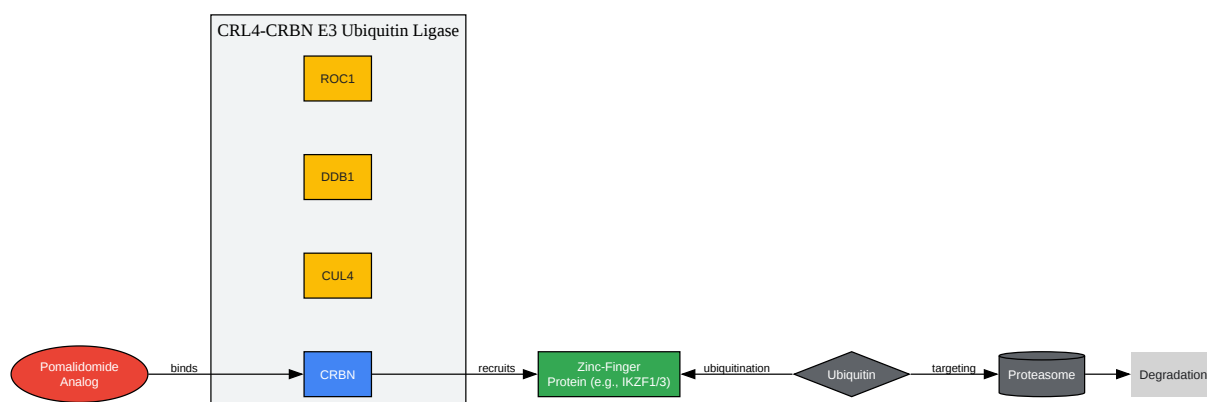 CRL4-CRBN E3 Ubiquitin Ligase
ROC1
DDB1
CUL4
Pomalidomide
Analog
binds
CRBN
recruits
Zinc-Finger
Protein (e.g., IKZF1/3)
ubiquitination
Ubiquitin
targeting
Proteasome
Degradation